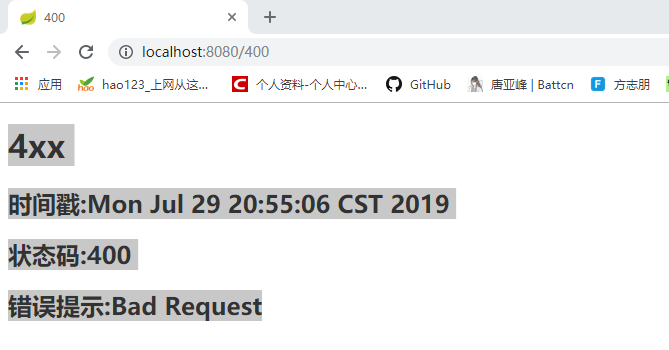 400
localhost:8080/400
应用 hao123_上网从这... 个人资料-个人中心... GitHub 唐亚峰 | Battcn 方志朋
4xx
时间戳:Mon Jul 29 20:55:06 CST 2019
状态码:400
错误提示:Bad Request